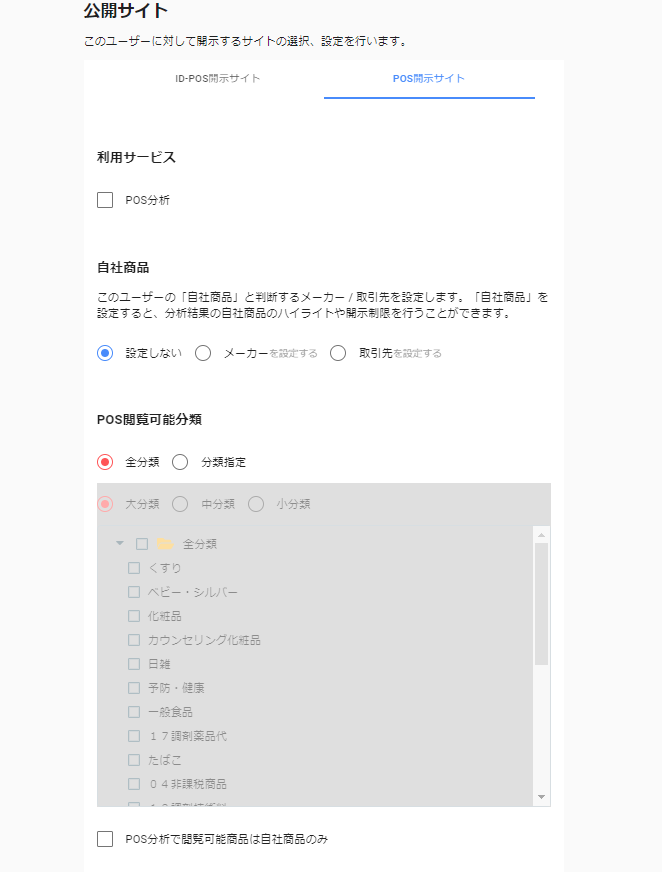 公開サイト
このユーザーに対して開示するサイトの選択、設定を行います。
ID-POS開示サイト POS開示サイト
利用サービス
POS分析
自社商品
このユーザーの「自社商品」と判断するメーカー / 取引先を設定します。「自社商品」を
設定すると、分析結果の自社商品のハイライトや開示制限を行うことができます。
設定しない メーカーを設定する 取引先を設定する
POS閲覧可能分類
全分類 分類指定
大分類 中分類 小分類
全分類
くすり
ベビー・シルバー
化粧品
カウンセリング化粧品
日雑
予防・健康
一般食品
１７調剤薬品代
たばこ
０４非課税商品
POS分析で閲覧可能商品は自社商品のみ